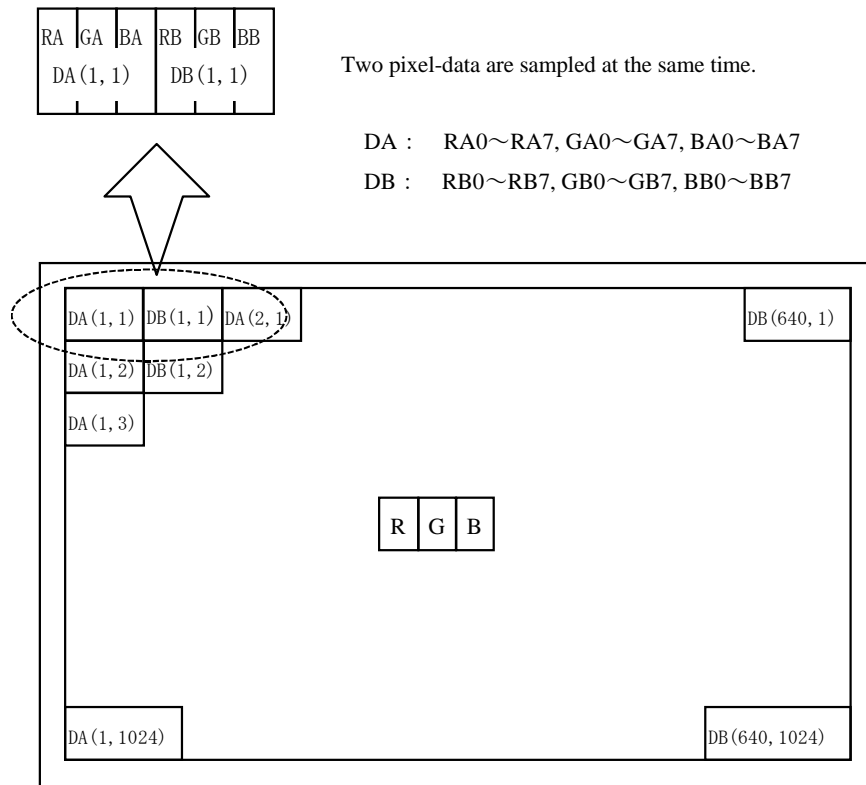 RA GA BA RB GB BB
DA(1,1) DB(1,1)
Two pixel-data are sampled at the same time.
DA： RA0～RA7, GA0～GA7, BA0～BA7
DB： RB0～RB7, GB0～GB7, BB0～BB7
DA(1,1) DB(1,1) DA(2,1) DB(640,1)
DA(1,2) DB(1,2)
DA(1,3)
R G B
DA(1,1024) DB(640,1024)